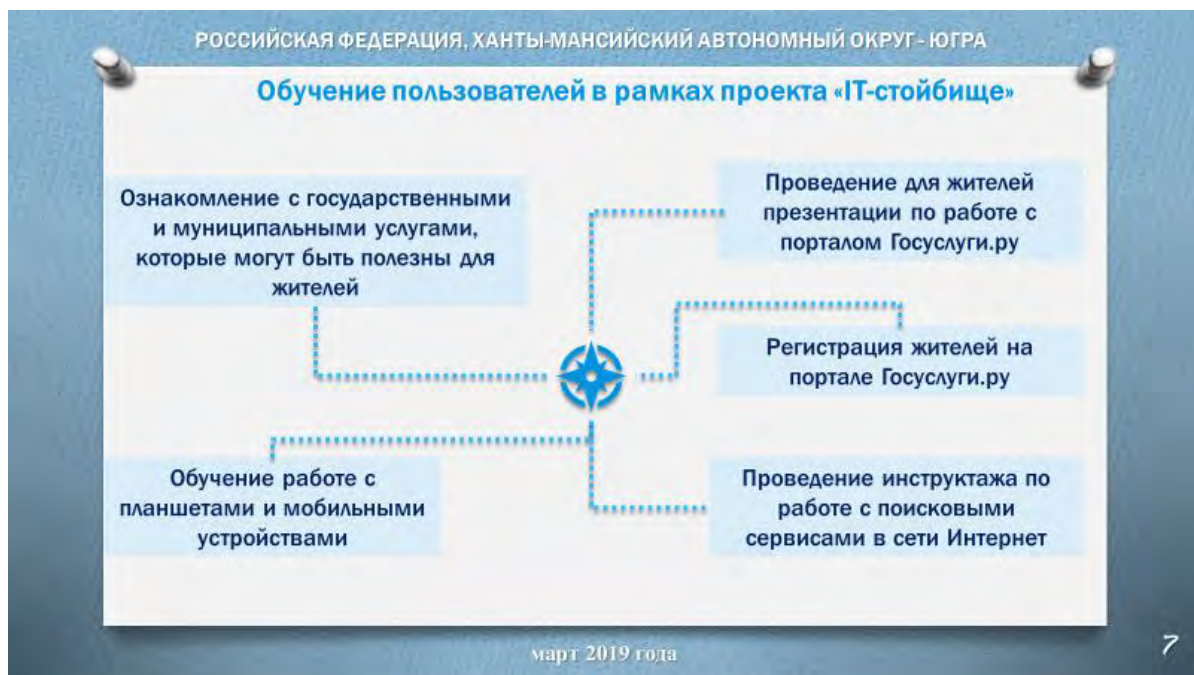 РОССИЙСКАЯ ФЕДЕРАЦИЯ, ХАНТЫ-МАНСИЙСКИЙ АВТОНОМНЫЙ ОКРУГ - ЮГРА
Обучение пользователей в рамках проекта «IT-стойбище»
Ознакомление с государственными
и муниципальными услугами,
которые могут быть полезны для
жителей
Проведение для жителей
презентации по работе с
порталом Госуслуги.ру
Регистрация жителей на
портале Госуслуги.ру
Обучение работе с
планшетами и мобильными
устройствами
Проведение инструктажа по
работе с поисковыми
сервисами в сети Интернет
март 2019 года
7